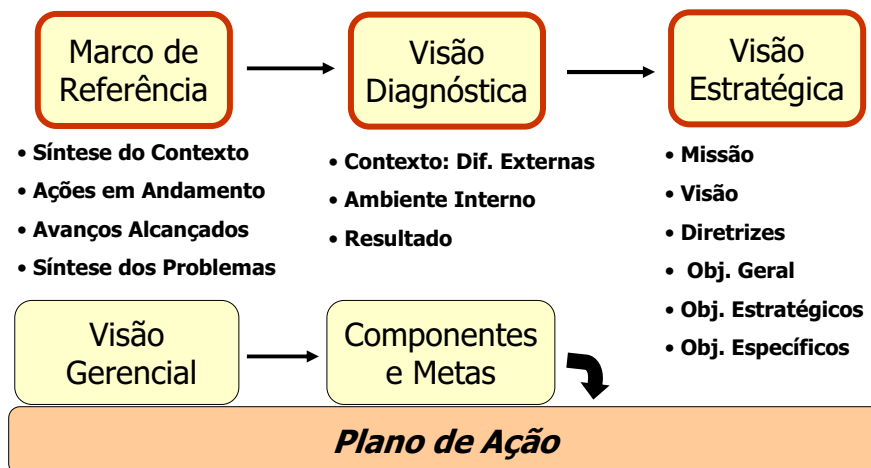 Marco de
Referência
Visão
Diagnóstica
Visão
Estratégica
• Síntese do Contexto
• Ações em Andamento
• Avanços Alcançados
• Síntese dos Problemas
• Contexto: Dif. Externas
• Ambiente Interno
• Resultado
• Missão
• Visão
• Diretrizes
• Obj. Geral
• Obj. Estratégicos
• Obj. Específicos
Visão
Gerencial
Componentes
e Metas
Plano de Ação